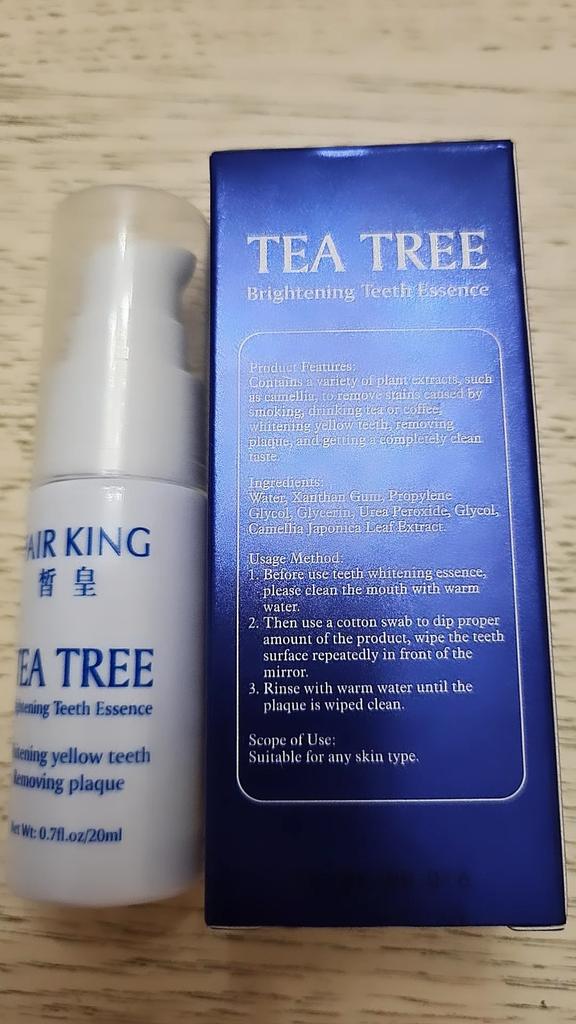 TEA TREE
Brightening Teeth Essence
Product Features:
Contains a variety of plant extracts, such
as camellia, to remove stains caused by
smoking, drinking tea or coffee,
whitening yellow teeth, removing
plaque, and getting a completely clean
taste.
Ingredients:
Water, Xanthan Gum, Propylene
Glycol, Glycerin, Urea Peroxide, Glycol,
Camellia Japonica Leaf Extract.
Usage Method:
1. Before use teeth whitening essence,
please clean the mouth with warm
water.
2. Then use a cotton swab to dip proper
amount of the product, wipe the teeth
surface repeatedly in front of the
mirror.
3. Rinse with warm water until the
plaque is wiped clean.
Scope of Use:
Suitable for any skin type.
FAIR KING
皙皇
TEA TREE
ghtening Teeth Essence
itening yellow teeth
Removing plaque
Net Wt: 0.7fl.oz/20ml